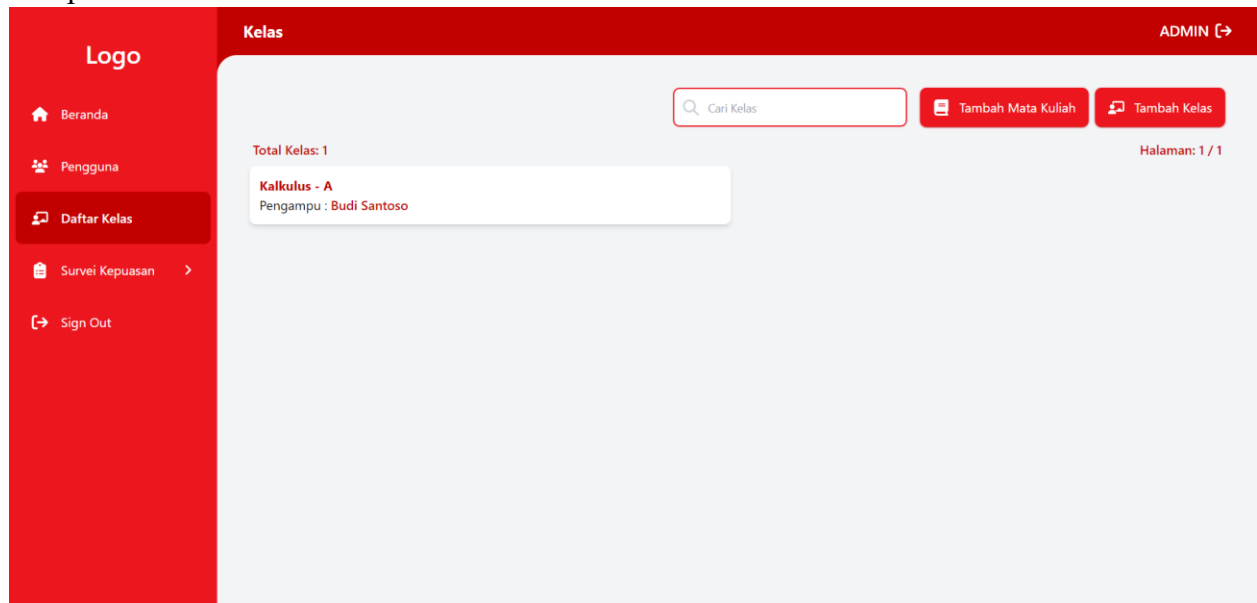 Logo
Kelas
ADMIN
Beranda
Pengguna
Daftar Kelas
Survei Kepuasan
Sign Out
Cari Kelas
Tambah Mata Kuliah
Tambah Kelas
Total Kelas: 1
Halaman: 1 / 1
Kalkulus - A
Pengampu : Budi Santoso